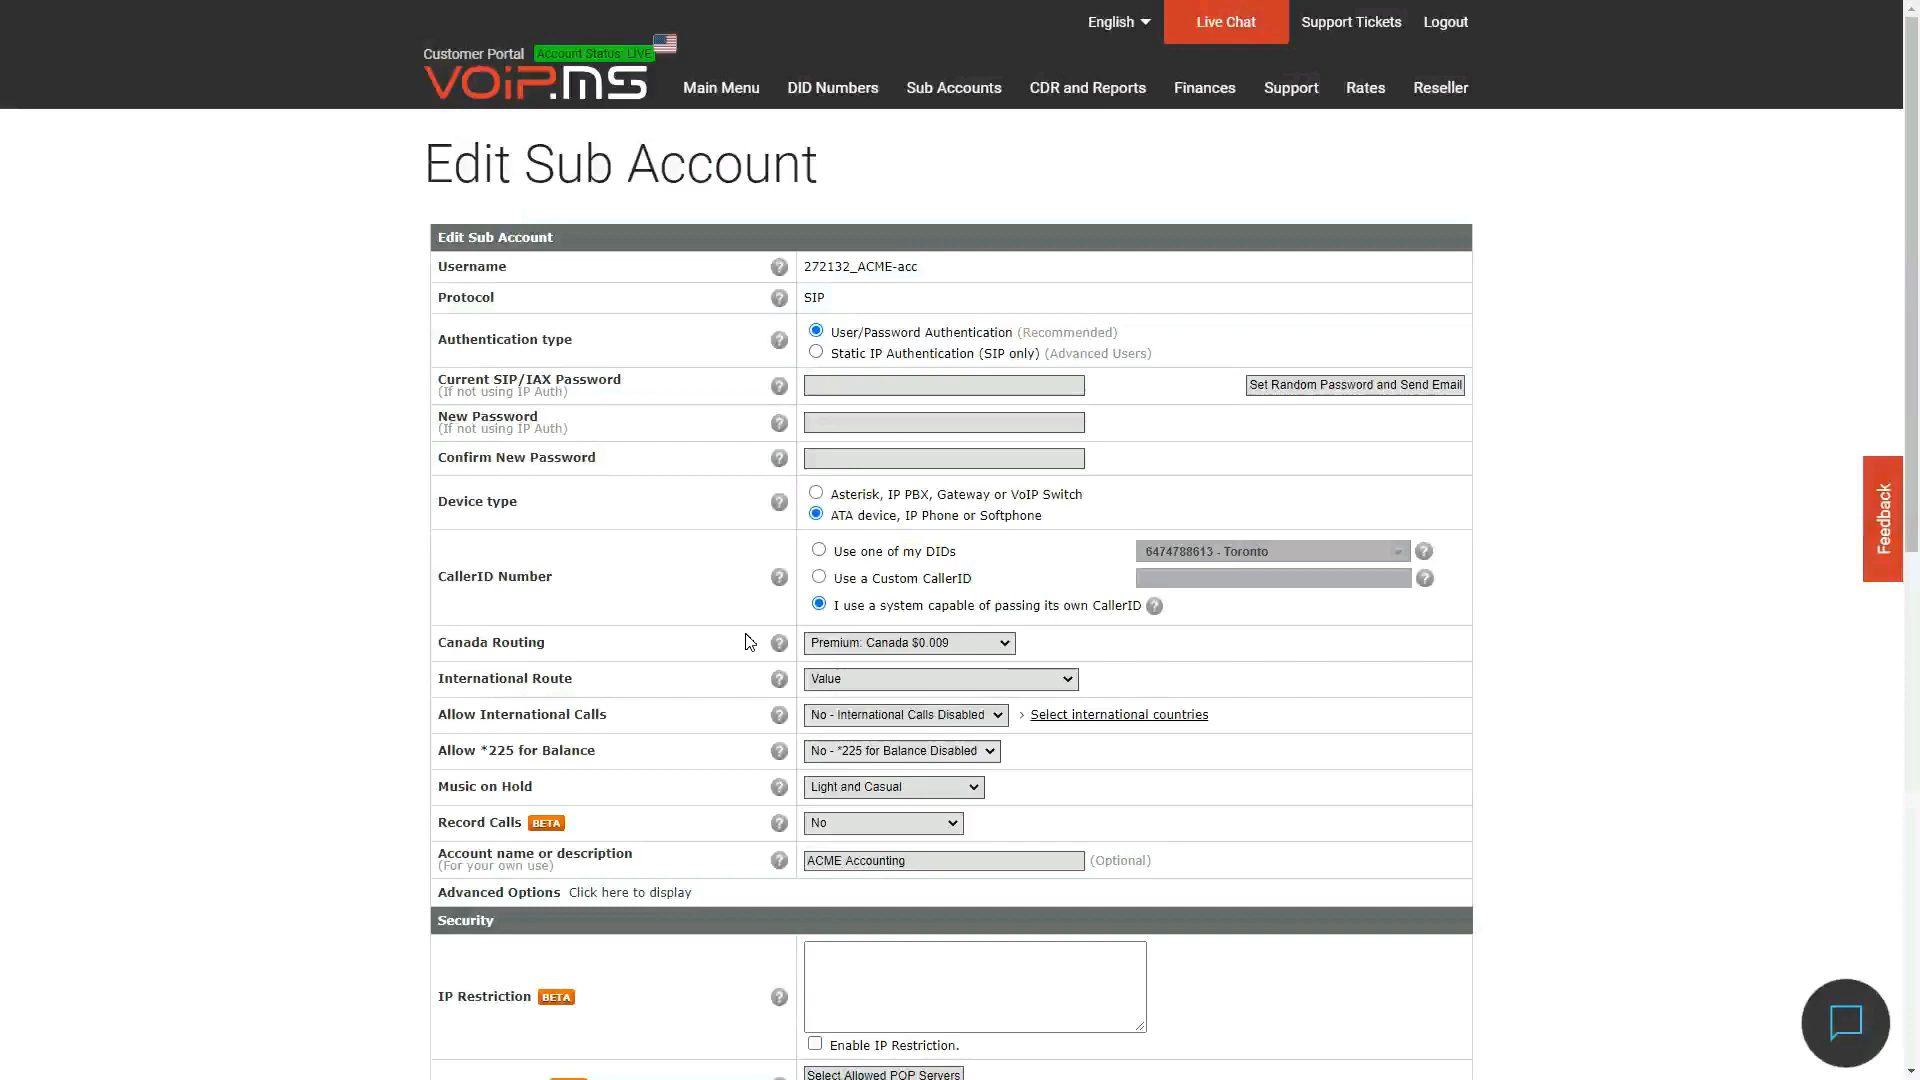 English
Live Chat
Support Tickets
Logout
Customer Portal
Account Status: LIVE
VOiP.MS
Main Menu
DID Numbers
Sub Accounts
CDR and Reports
Finances
Support
Rates
Reseller
Edit Sub Account
Edit Sub Account
Username
272132_ACME-acc
Protocol
SIP
Authentication type
User/Password Authentication (Recommended)
Static IP Authentication (SIP only) (Advanced Users)
Current SIP/IAX Password
(If not using IP Auth)
Set Random Password and Send Email
New Password
(If not using IP Auth)
Confirm New Password
Device type
Asterisk, IP PBX, Gateway or VoIP Switch
ATA device, IP Phone or Softphone
CallerID Number
Use one of my DIDs
6474788613 - Toronto
Use a Custom CallerID
I use a system capable of passing its own CallerID
Canada Routing
Premium: Canada $0.009
International Route
Value
Allow International Calls
No - International Calls Disabled
› Select international countries
Allow *225 for Balance
No - *225 for Balance Disabled
Music on Hold
Light and Casual
Record Calls BETA
No
Account name or description
(For your own use)
ACME Accounting
(Optional)
Advanced Options Click here to display
Security
IP Restriction BETA
Enable IP Restriction.
Select Allowed POP Servers
Feedback